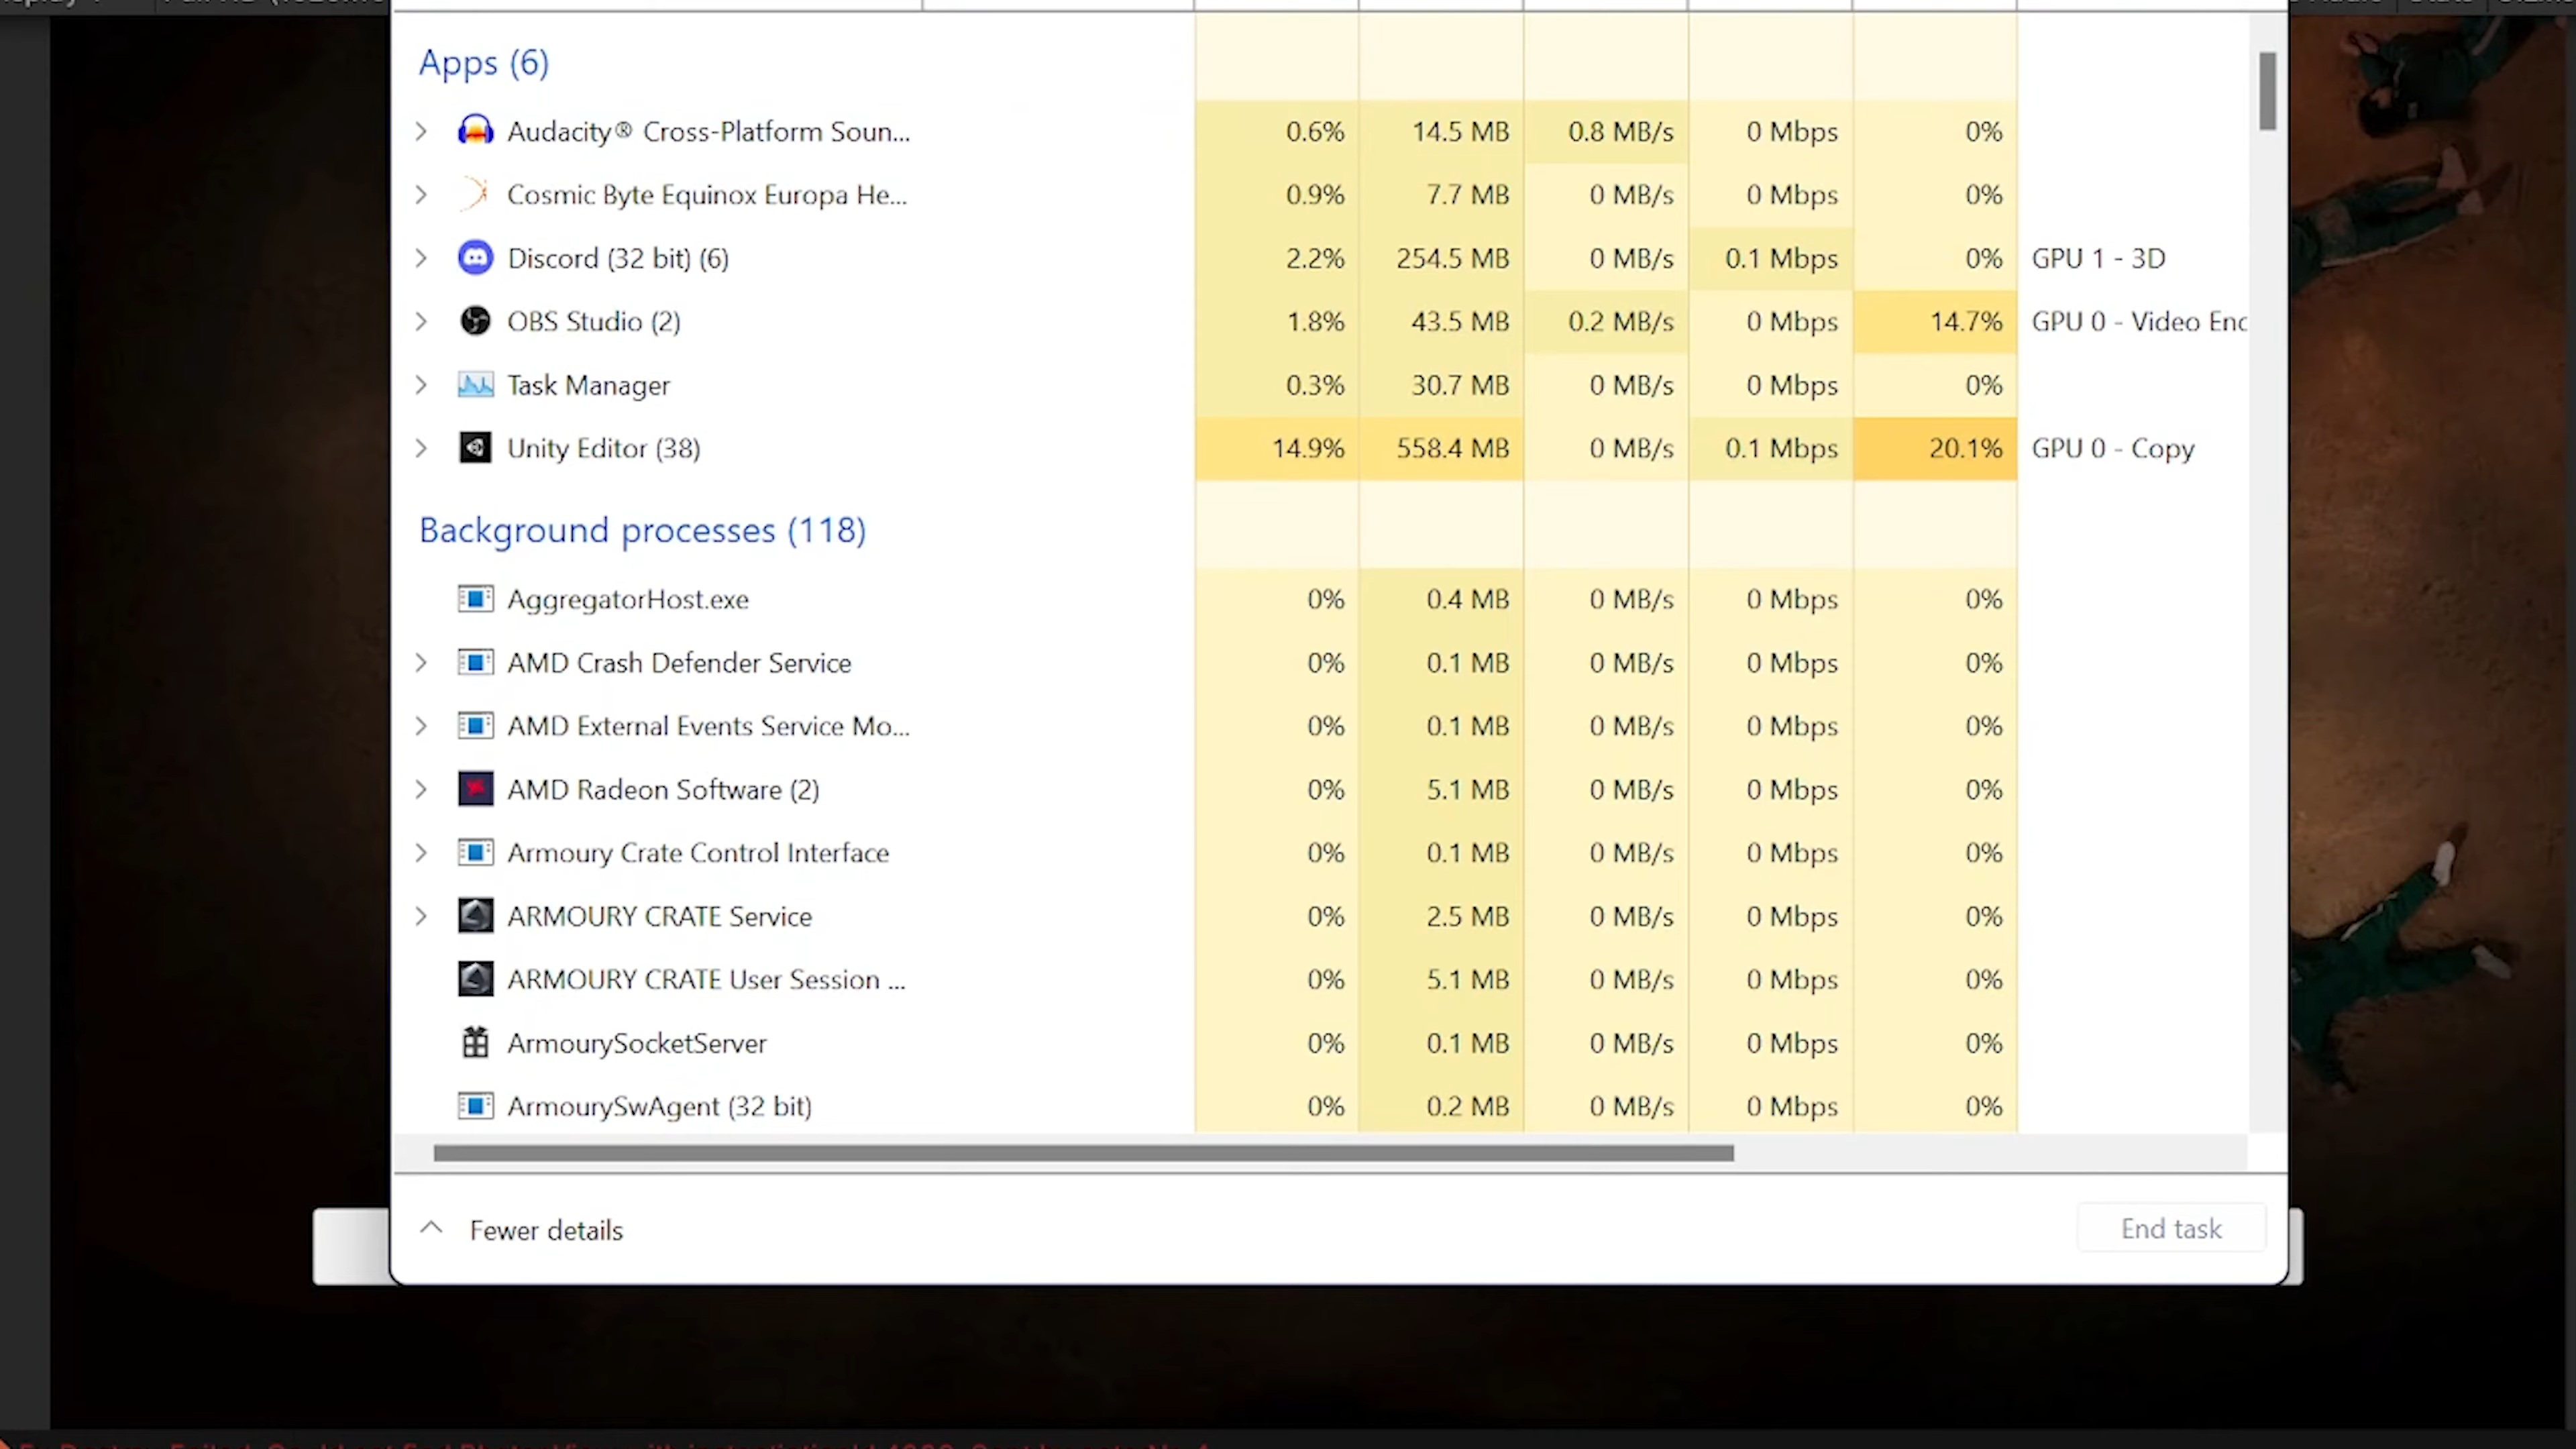 Apps (6)
Audacity® Cross-Platform Soun... 0.6% 14.5 MB 0.8 MB/s 0 Mbps 0%
Cosmic Byte Equinox Europa He... 0.9% 7.7 MB 0 MB/s 0 Mbps 0%
Discord (32 bit) (6) 2.2% 254.5 MB 0 MB/s 0.1 Mbps 0% GPU 1 - 3D
OBS Studio (2) 1.8% 43.5 MB 0.2 MB/s 0 Mbps 14.7% GPU 0 - Video Enc
Task Manager 0.3% 30.7 MB 0 MB/s 0 Mbps 0%
Unity Editor (38) 14.9% 558.4 MB 0 MB/s 0.1 Mbps 20.1% GPU 0 - Copy
Background processes (118)
AggregatorHost.exe 0% 0.4 MB 0 MB/s 0 Mbps 0%
AMD Crash Defender Service 0% 0.1 MB 0 MB/s 0 Mbps 0%
AMD External Events Service Mo... 0% 0.1 MB 0 MB/s 0 Mbps 0%
AMD Radeon Software (2) 0% 5.1 MB 0 MB/s 0 Mbps 0%
Armoury Crate Control Interface 0% 0.1 MB 0 MB/s 0 Mbps 0%
ARMOURY CRATE Service 0% 2.5 MB 0 MB/s 0 Mbps 0%
ARMOURY CRATE User Session ... 0% 5.1 MB 0 MB/s 0 Mbps 0%
ArmourySocketServer 0% 0.1 MB 0 MB/s 0 Mbps 0%
ArmourySwAgent (32 bit) 0% 0.2 MB 0 MB/s 0 Mbps 0%
Fewer details
End task